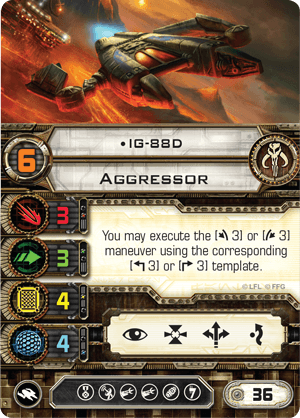 • IG-88D
6
AGGRESSOR
3
You may execute the [ 3] or [ 3]
maneuver using the corresponding
[ 3] or [ 3] template.
3
©LFL ©FFG
4
4
36